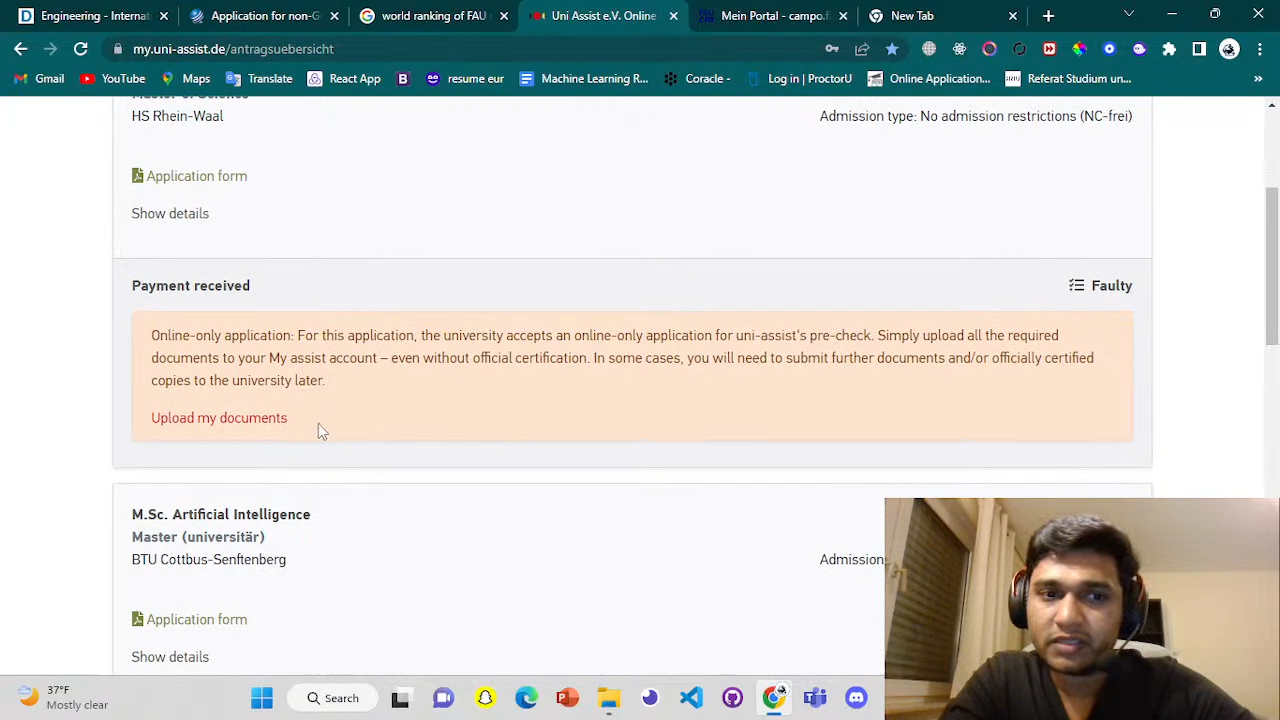 Engineering - Internat
Application for non-G
world ranking of FAU
Uni Assist e.V. Online
Mein Portal - campo.f
New Tab
my.uni-assist.de/antragsuebersicht
Gmail
YouTube
Maps
Translate
React App
resume eur
Machine Learning R...
Coracle -
Log in | ProctorU
Online Application...
Referat Studium un...
HS Rhein-Waal
Admission type: No admission restrictions (NC-frei)
Application form
Show details
Payment received
Faulty
Online-only application: For this application, the university accepts an online-only application for uni-assist's pre-check. Simply upload all the required
documents to your My assist account – even without official certification. In some cases, you will need to submit further documents and/or officially certified
copies to the university later.
Upload my documents
M.Sc. Artificial Intelligence
Master (universitär)
BTU Cottbus-Senftenberg
Admission
Application form
Show details
37°F
Mostly clear
Search